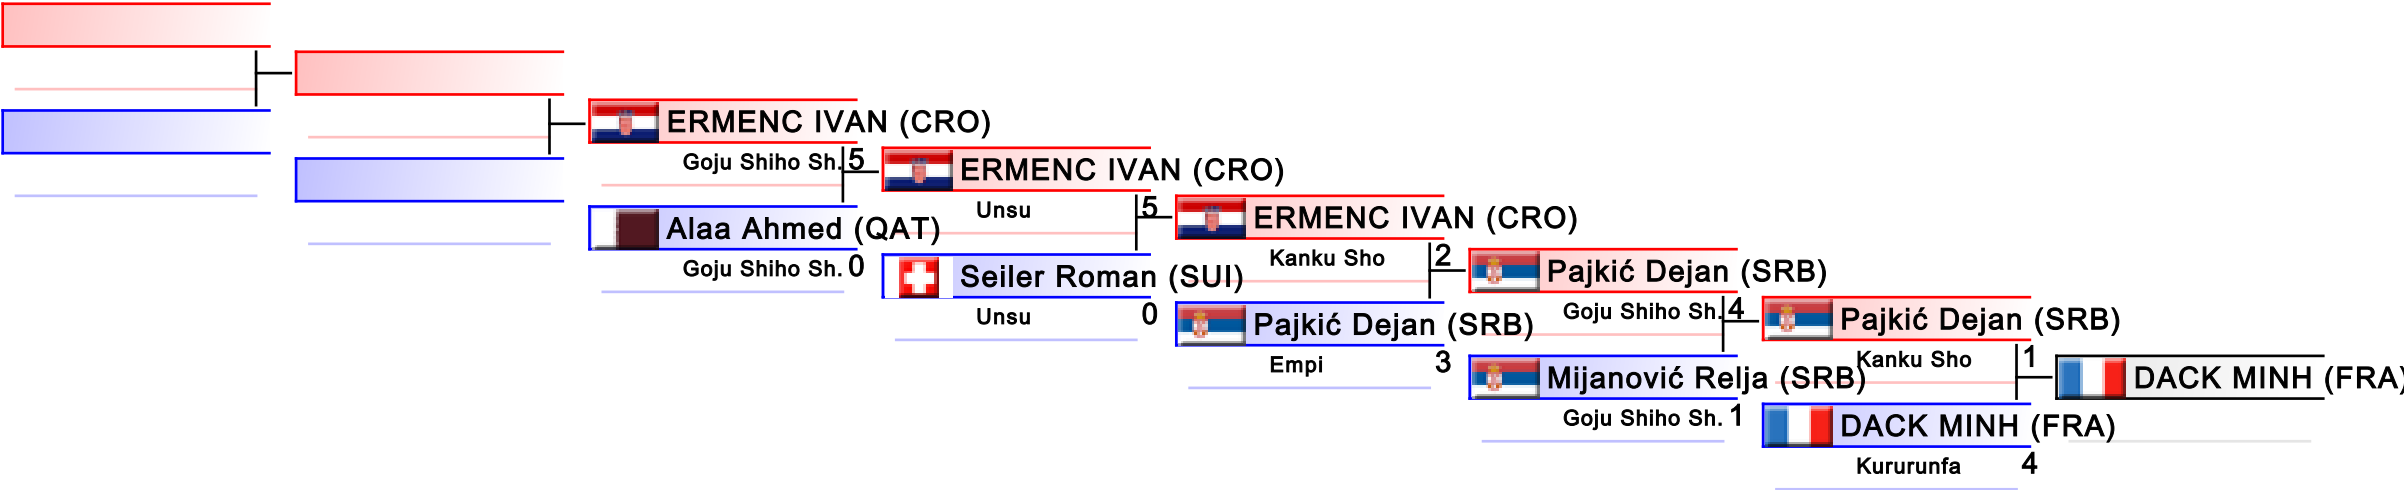 ERMENC IVAN (CRO)
Goju Shiho Sh. 5
Alaa Ahmed (QAT)
Goju Shiho Sh. 0
ERMENC IVAN (CRO)
Unsu 5
Seiler Roman (SUI)
Unsu 0
ERMENC IVAN (CRO)
Kanku Sho 2
Pajkić Dejan (SRB)
Empi 3
Pajkić Dejan (SRB)
Goju Shiho Sh. 4
Mijanović Relja (SRB)
Goju Shiho Sh. 1
Pajkić Dejan (SRB)
Kanku Sho 1
DACK MINH (FRA)
Kururunfa 4
DACK MINH (FRA)